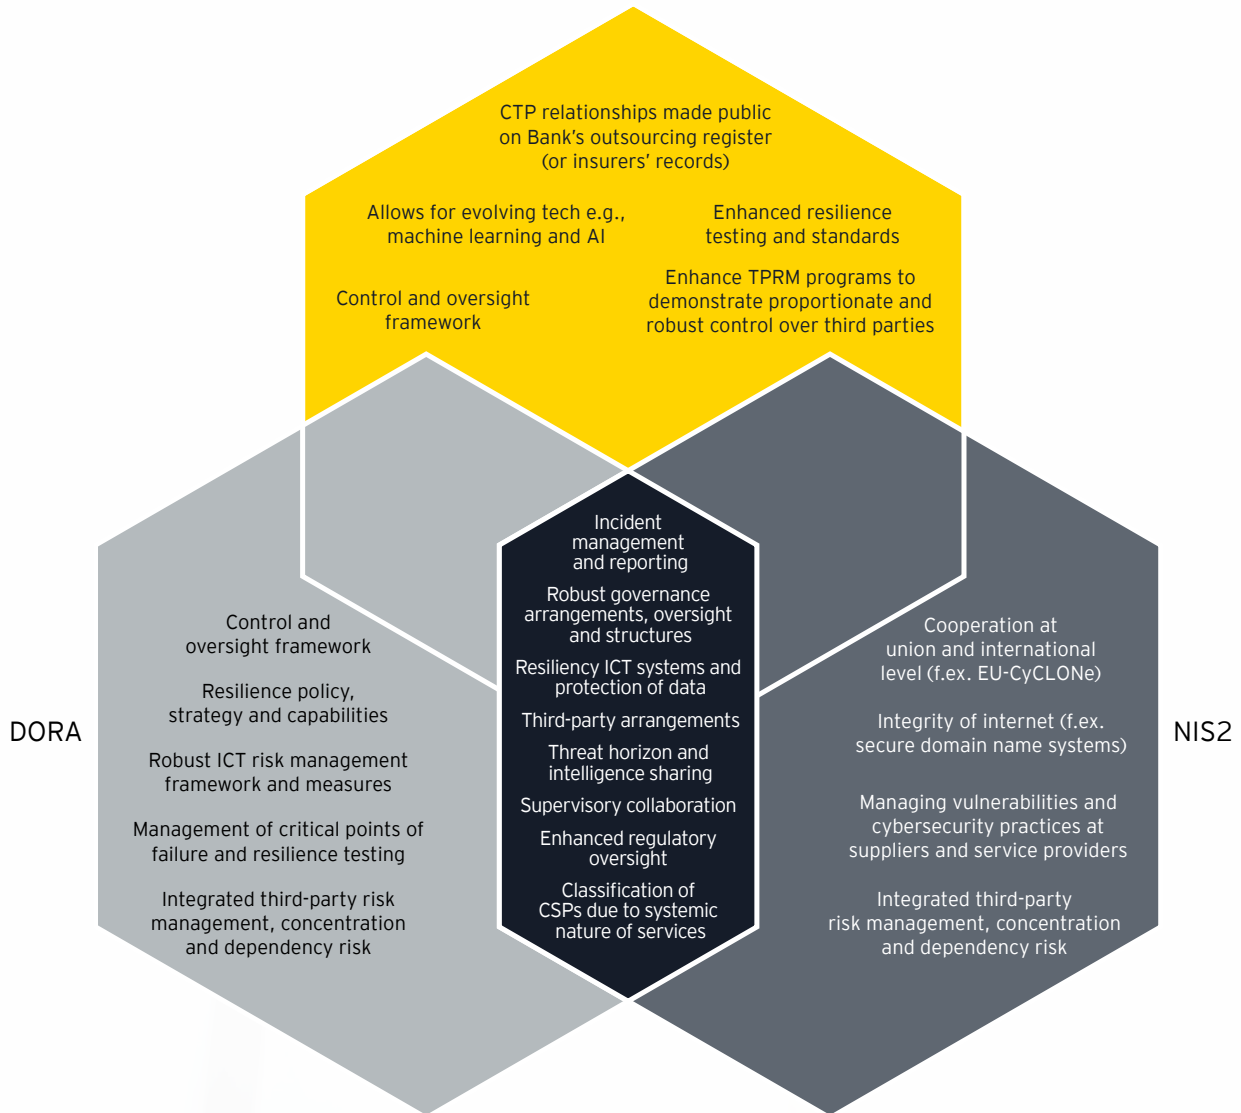 CTP relationships made public
on Bank's outsourcing register
(or insurers' records)
Allows for evolving tech e.g.,
machine learning and AI
Enhanced resilience
testing and standards
Control and oversight
framework
Enhance TPRM programs to
demonstrate proportionate and
robust control over third parties
DORA
Control and
oversight framework
Resilience policy,
strategy and capabilities
Robust ICT risk management
framework and measures
Management of critical points of
failure and resilience testing
Integrated third-party risk
management, concentration
and dependency risk
Incident
management
and reporting
Robust governance
arrangements, oversight
and structures
Resiliency ICT systems and
protection of data
Third-party arrangements
Threat horizon and
intelligence sharing
Supervisory collaboration
Enhanced regulatory
oversight
Classification of
CSPs due to systemic
nature of services
Cooperation at
union and international
level (f.ex. EU-CyCLONe)
Integrity of internet (f.ex.
secure domain name systems)
Managing vulnerabilities and
cybersecurity practices at
suppliers and service providers
Integrated third-party
risk management, concentration
and dependency risk
NIS2